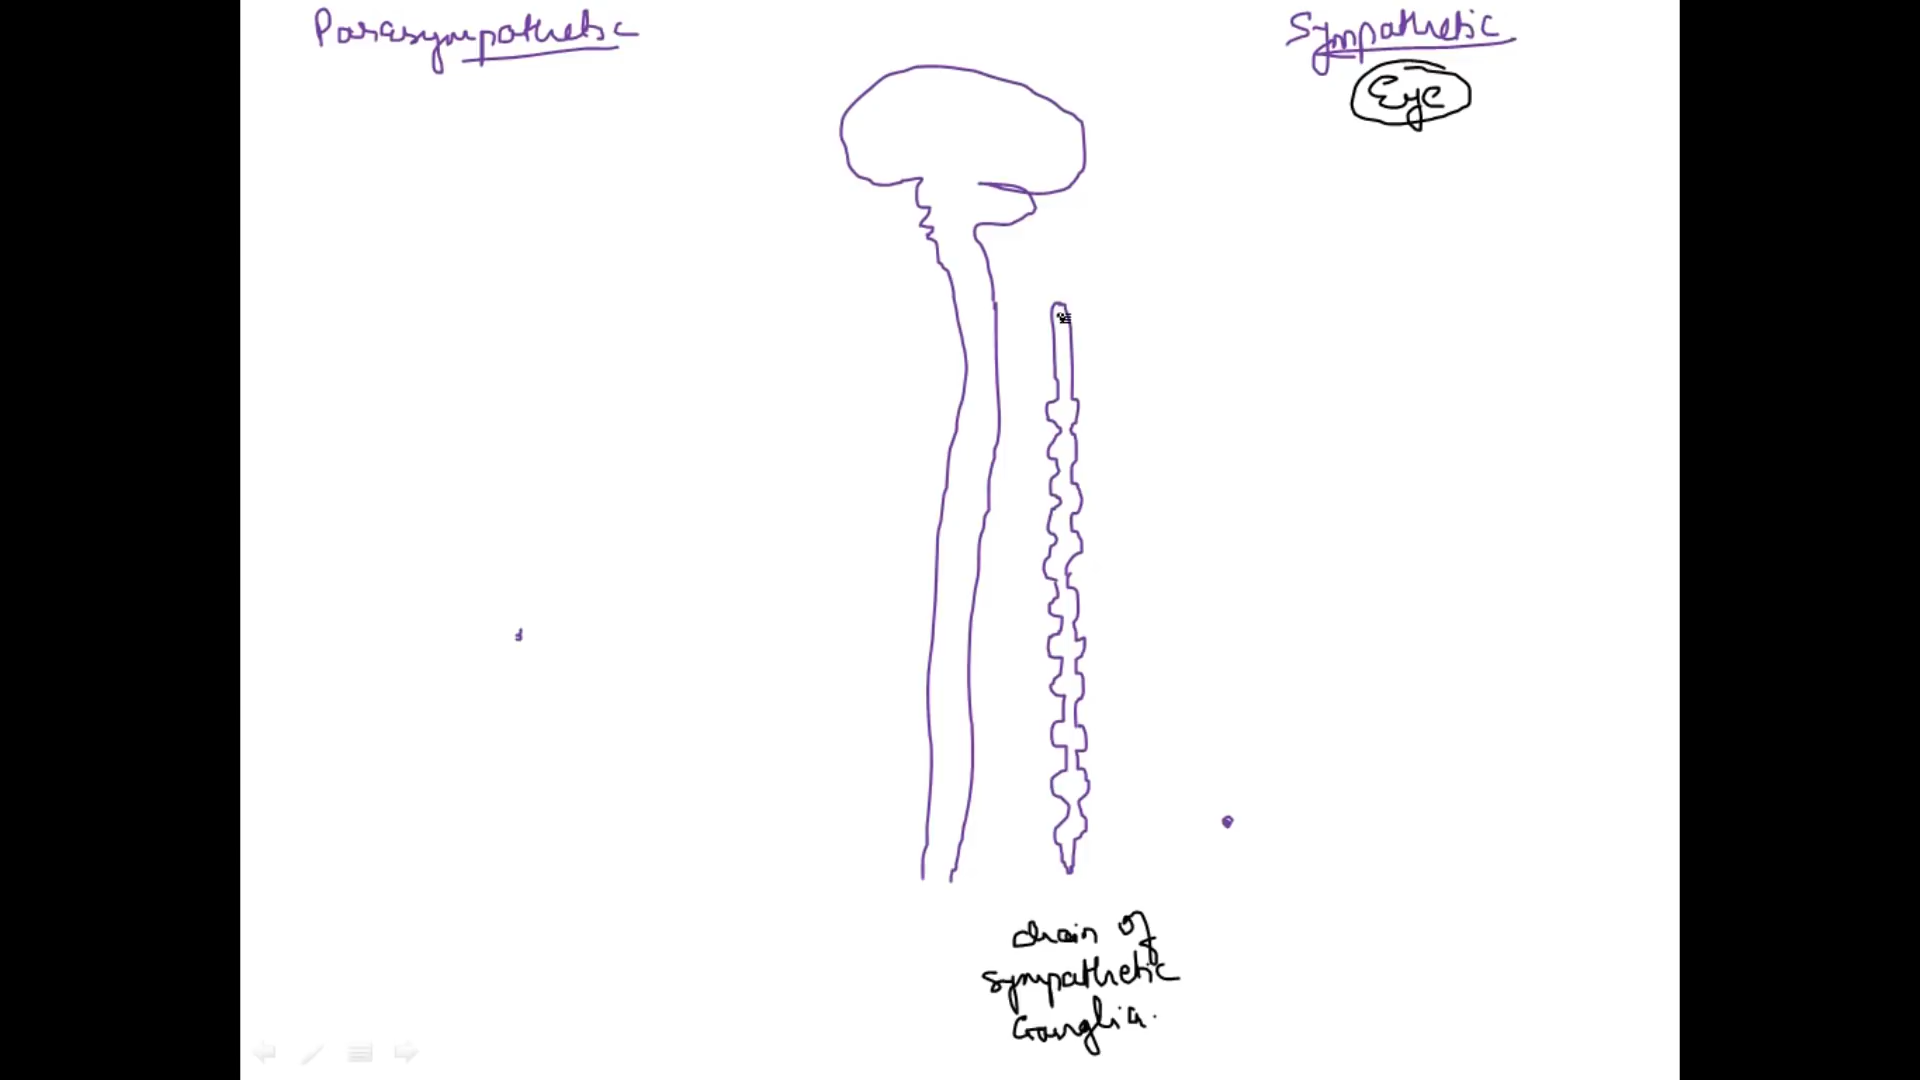 Parasympathetic
Sympathetic
Eye
chain of
sympathetic
Ganglia.